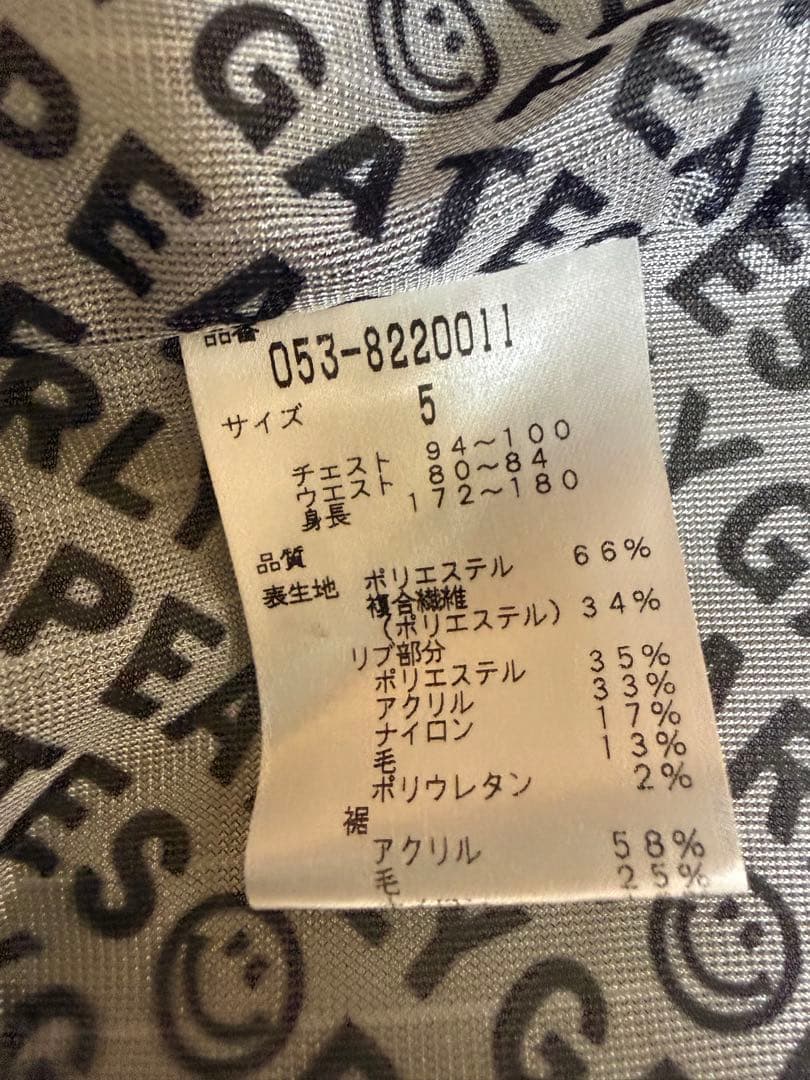 PEARLY GATES
品番
053-8220011
サイズ 5
チェスト 94～100
ウエスト 80～84
身長 172～180
品質
表生地 ポリエステル 66%
複合繊維
(ポリエステル) 34%
リブ部分
ポリエステル 35%
アクリル 33%
ナイロン 17%
毛 13%
ポリウレタン 2%
裾
アクリル 58%
毛 25%